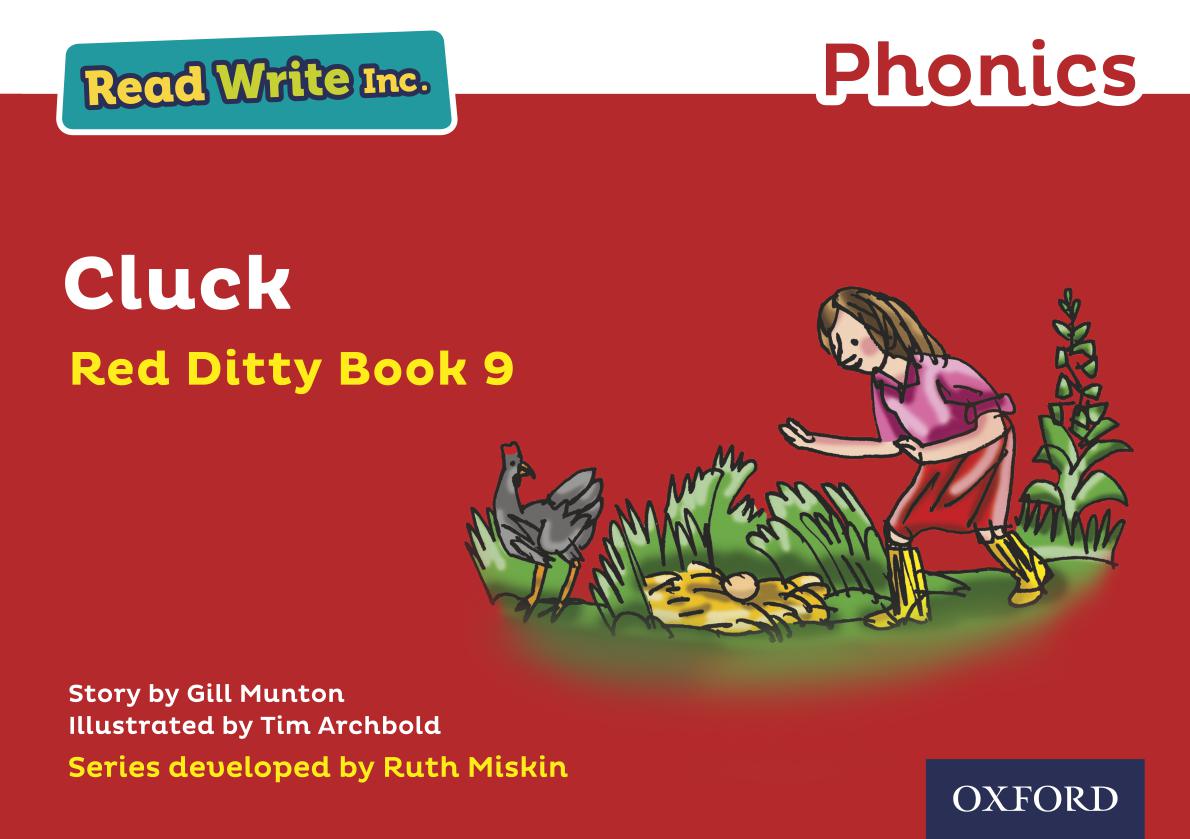 Read Write Inc.
Phonics
Cluck
Red Ditty Book 9
Story by Gill Munton
Illustrated by Tim Archbold
Series developed by Ruth Miskin
OXFORD